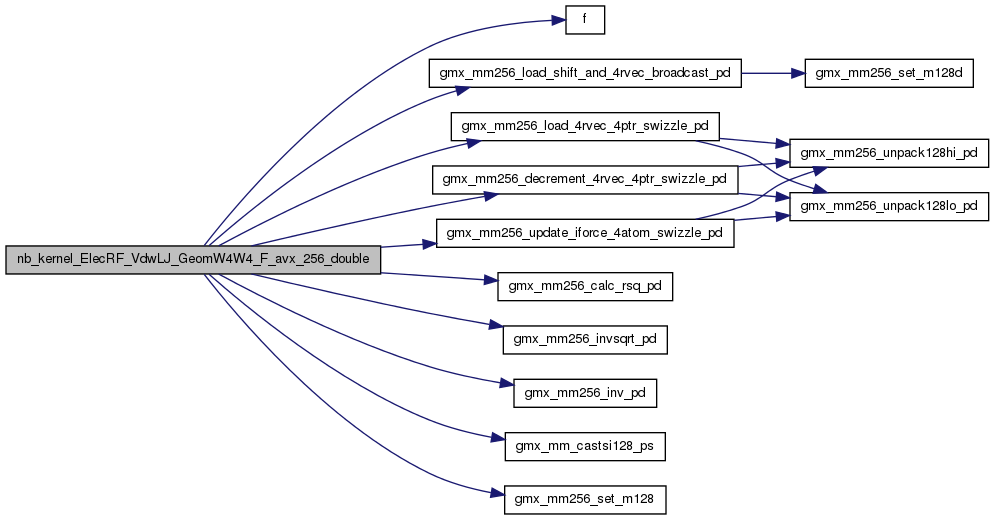 f
gmx_mm256_load_shift_and_4rvec_broadcast_pd
gmx_mm256_set_m128d
gmx_mm256_load_4rvec_4ptr_swizzle_pd
gmx_mm256_unpack128hi_pd
gmx_mm256_decrement_4rvec_4ptr_swizzle_pd
gmx_mm256_unpack128lo_pd
gmx_mm256_update_iforce_4atom_swizzle_pd
nb_kernel_ElecRF_VdwLJ_GeomW4W4_F_avx_256_double
gmx_mm256_calc_rsq_pd
gmx_mm256_invsqrt_pd
gmx_mm256_inv_pd
gmx_mm_castsi128_ps
gmx_mm256_set_m128